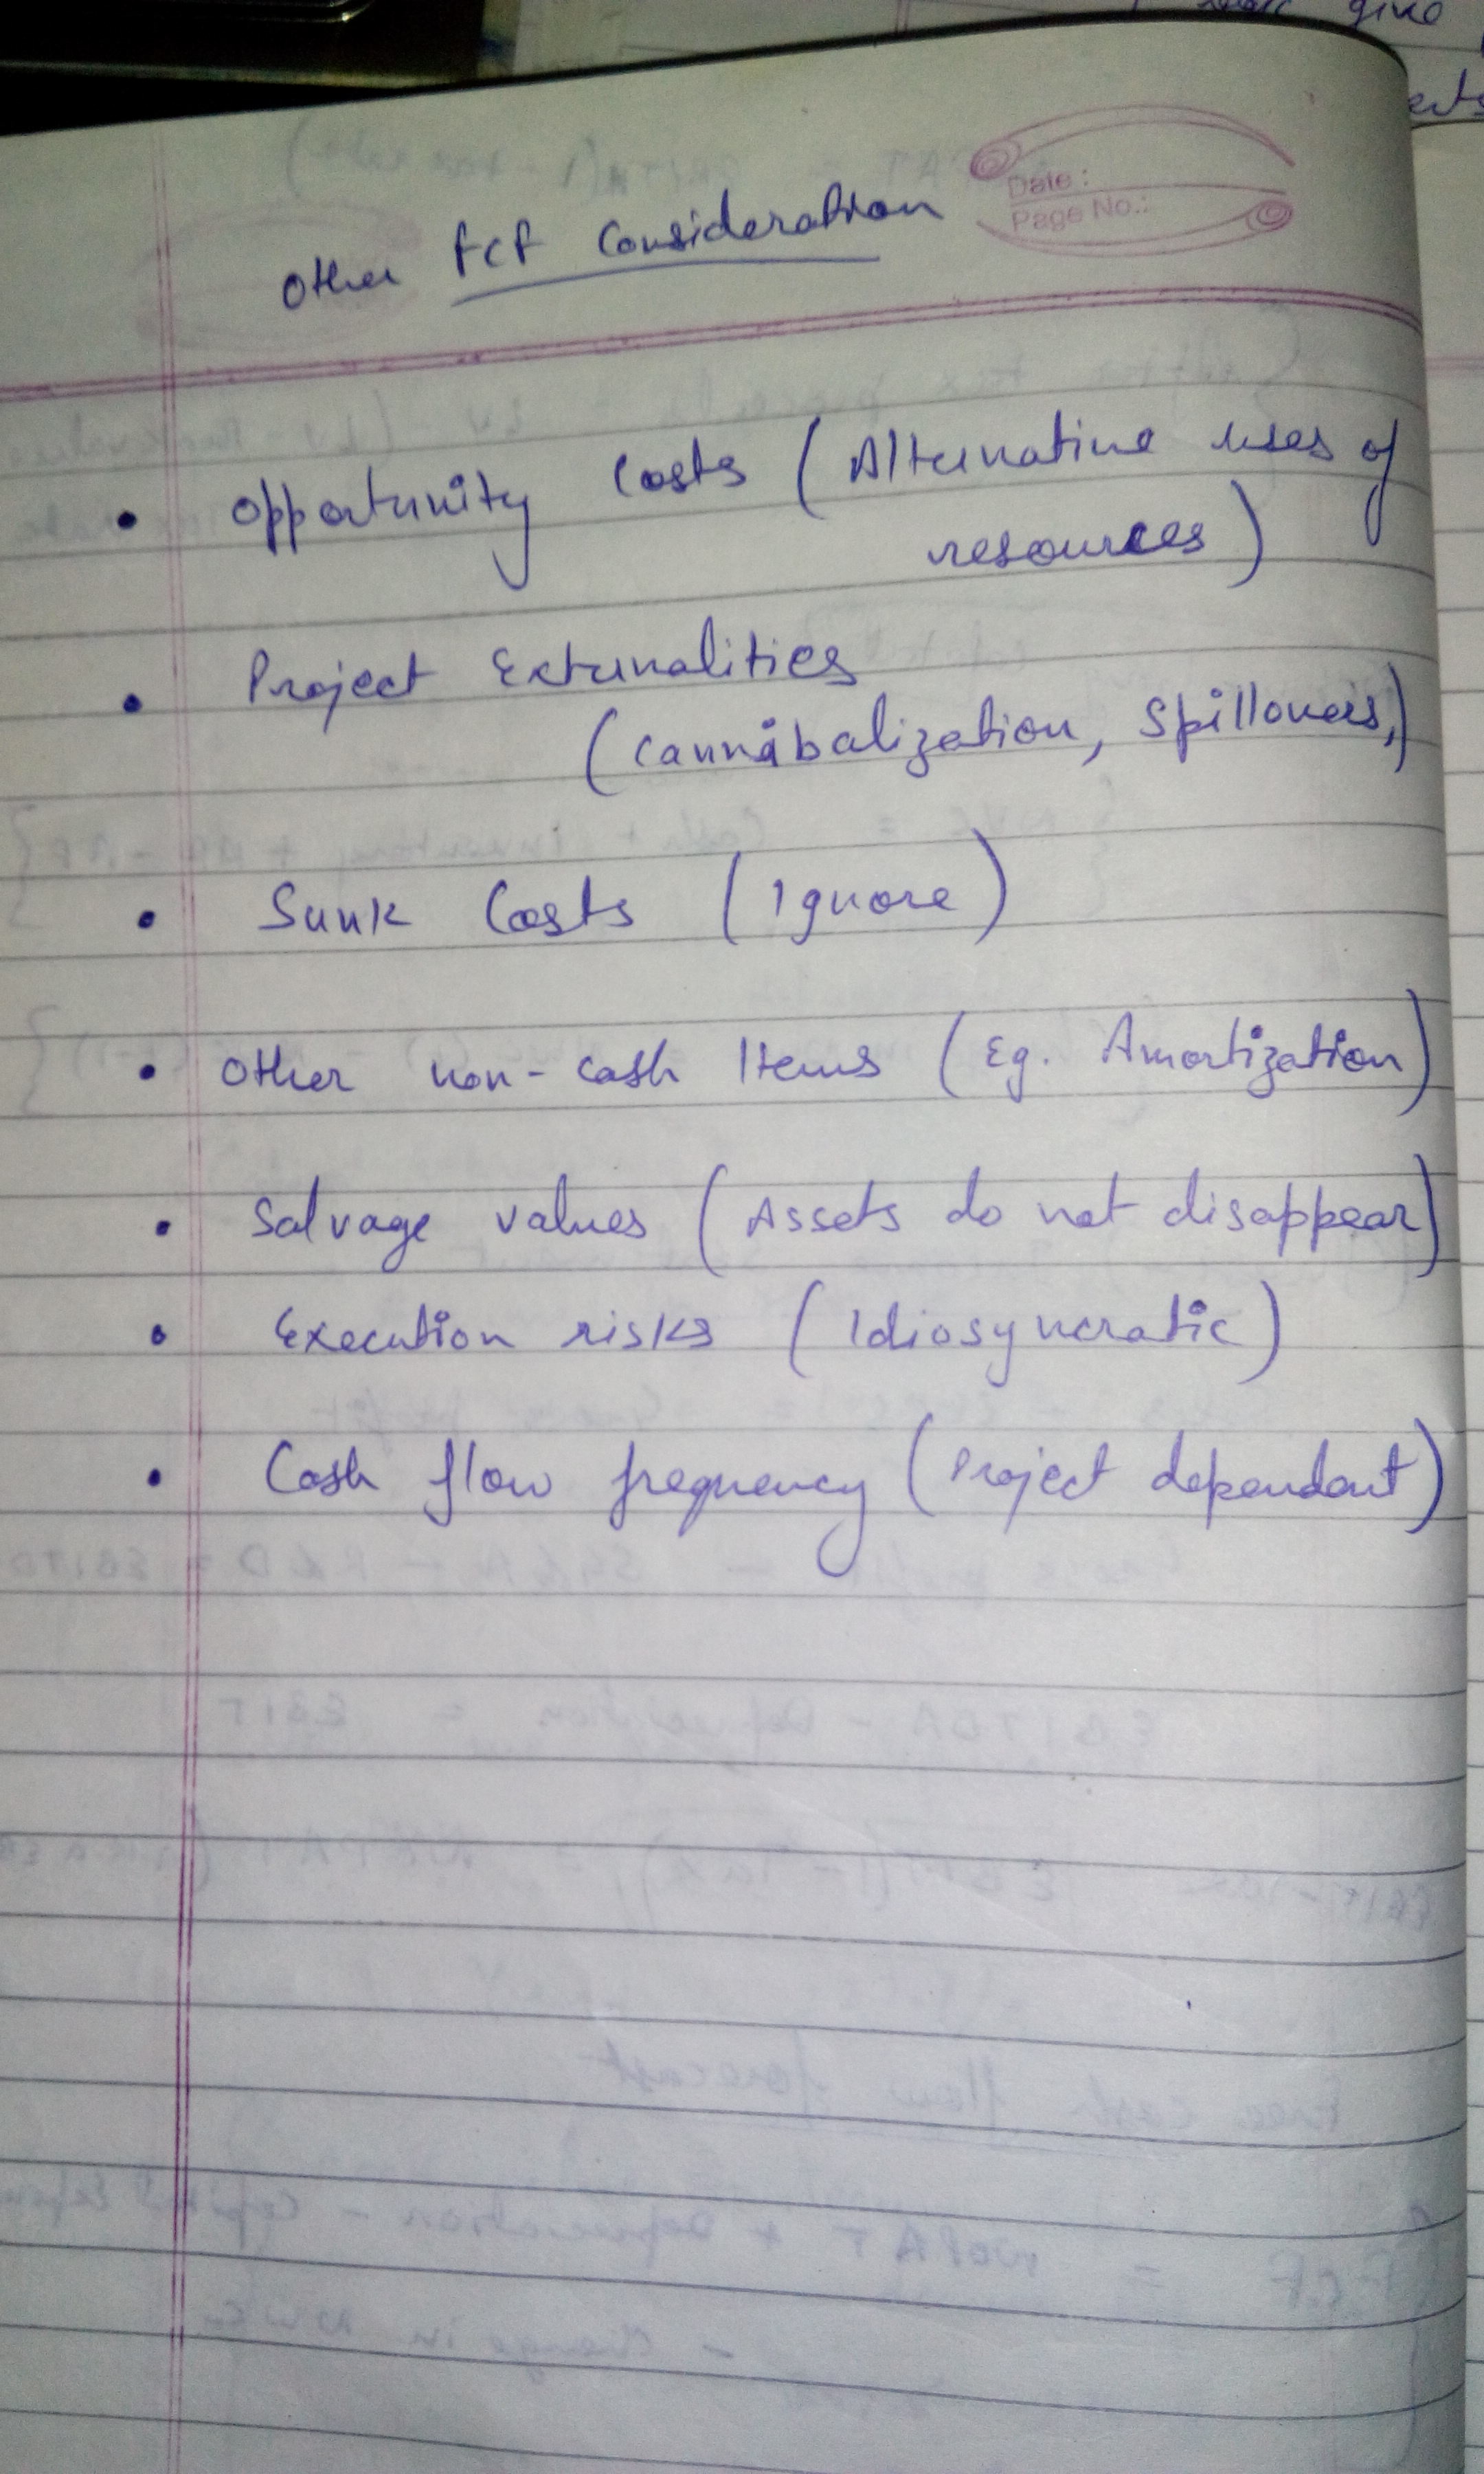 give
Date :
Page No.:
Other FCF Consideration
• Opportunity Costs (Alternative uses of
resources)
• Project Externalities
(Cannibalization, Spillovers,)
• Sunk Costs (Ignore)
• Other non-cash Items (Eg. Amortization)
• Salvage values (Assets do not disappear)
• Execution risks (Idiosyncratic)
• Cash flow frequency (Project dependant)